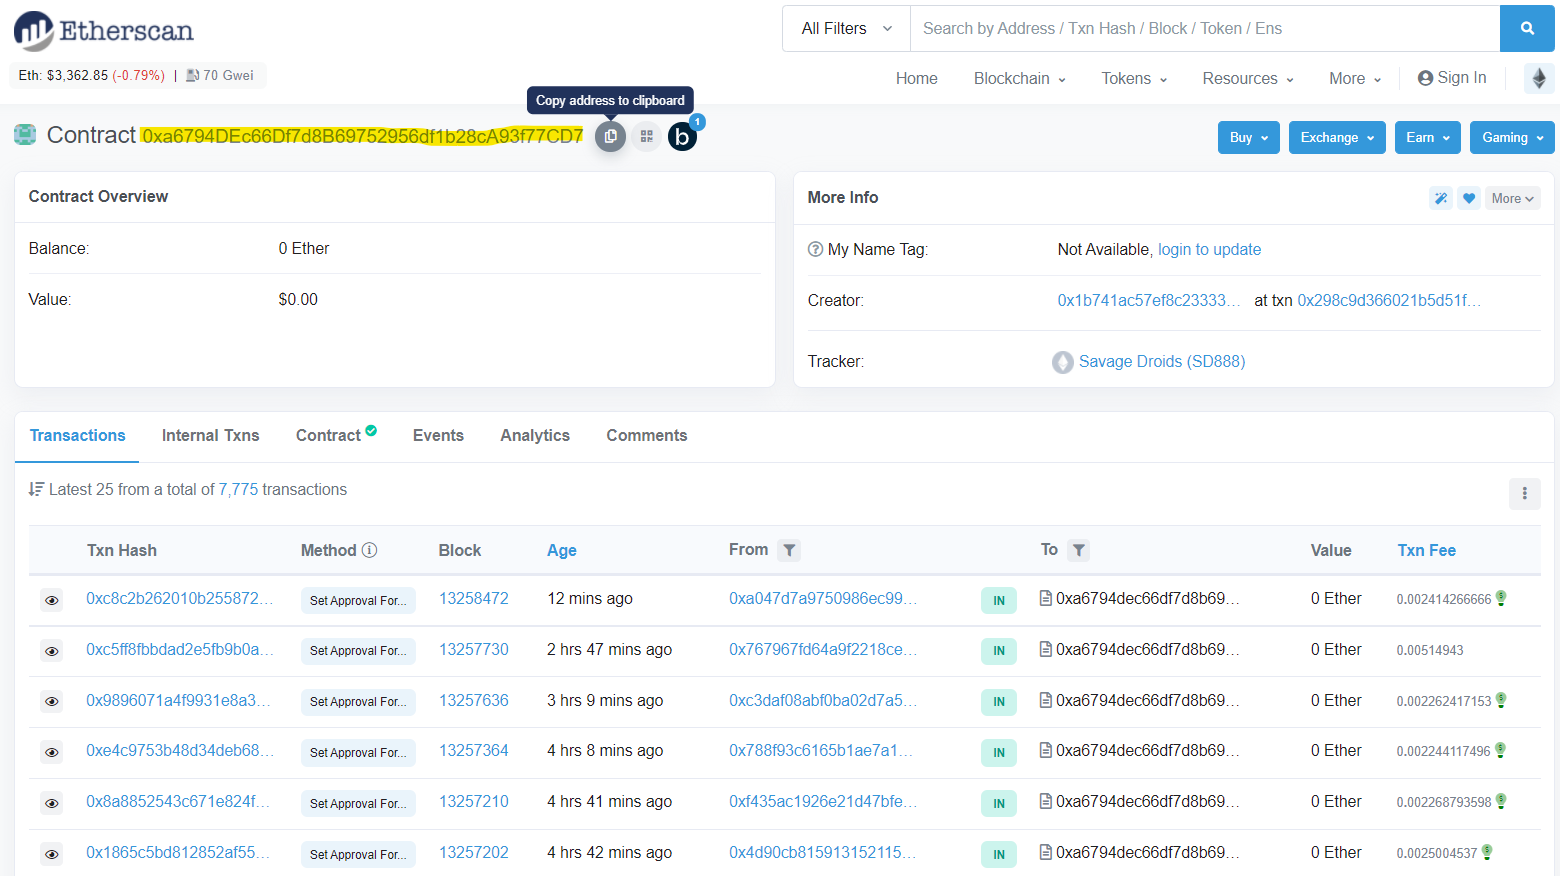 Etherscan
All Filters
Search by Address / Txn Hash / Block / Token / Ens
Eth: $3,362.85 (-0.79%) | 70 Gwei
Home Blockchain Tokens Resources More Sign In
Copy address to clipboard
Contract 0xa6794DEc66Df7d8B69752956df1b28cA93f77CD7
b 1
Buy Exchange Earn Gaming
Contract Overview
Balance: 0 Ether
Value: $0.00
More Info
More
My Name Tag: Not Available, login to update
Creator: 0x1b741ac57ef8c23333... at txn 0x298c9d366021b5d51f...
Tracker: Savage Droids (SD888)
Transactions Internal Txns Contract Events Analytics Comments
Latest 25 from a total of 7,775 transactions
Txn Hash Method Block Age From To Value Txn Fee
0xc8c2b262010b255872... Set Approval For... 13258472 12 mins ago 0xa047d7a9750986ec99... IN 0xa6794dec66df7d8b69... 0 Ether 0.002414266666
0xc5ff8fbbdad2e5fb9b0a... Set Approval For... 13257730 2 hrs 47 mins ago 0x767967fd64a9f2218ce... IN 0xa6794dec66df7d8b69... 0 Ether 0.00514943
0x9896071a4f9931e8a3... Set Approval For... 13257636 3 hrs 9 mins ago 0xc3daf08abf0ba02d7a5... IN 0xa6794dec66df7d8b69... 0 Ether 0.002262417153
0xe4c9753b48d34deb68... Set Approval For... 13257364 4 hrs 8 mins ago 0x788f93c6165b1ae7a1... IN 0xa6794dec66df7d8b69... 0 Ether 0.002244117496
0x8a8852543c671e824f... Set Approval For... 13257210 4 hrs 41 mins ago 0xf435ac1926e21d47bfe... IN 0xa6794dec66df7d8b69... 0 Ether 0.002268793598
0x1865c5bd812852af55... Set Approval For... 13257202 4 hrs 42 mins ago 0x4d90cb815913152115... IN 0xa6794dec66df7d8b69... 0 Ether 0.0025004537